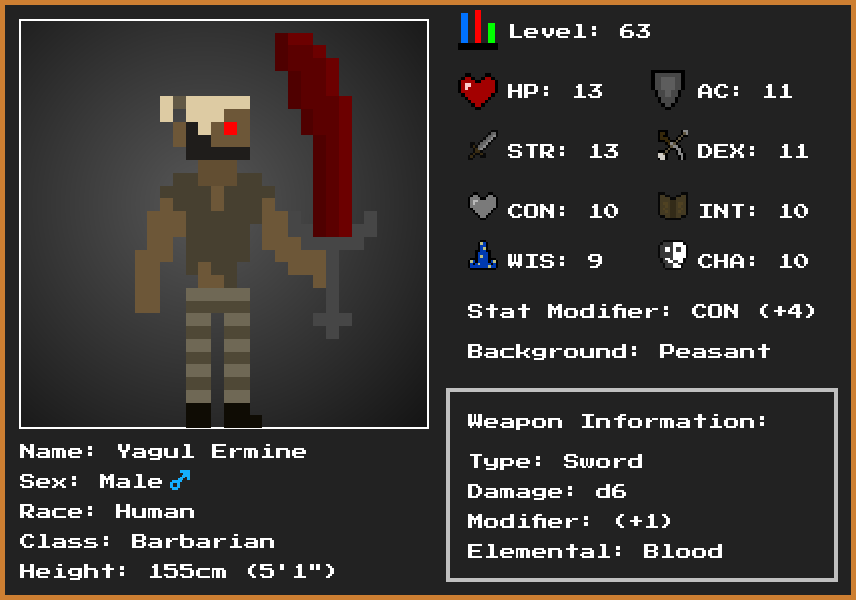 Level: 63
HP: 13
AC: 11
STR: 13
DEX: 11
CON: 10
INT: 10
WIS: 9
CHA: 10
Stat Modifier: CON (+4)
Background: Peasant
Weapon Information:
Type: Sword
Damage: d6
Modifier: (+1)
Elemental: Blood
Name: Yagul Ermine
Sex: Male ♂
Race: Human
Class: Barbarian
Height: 155cm (5'1")